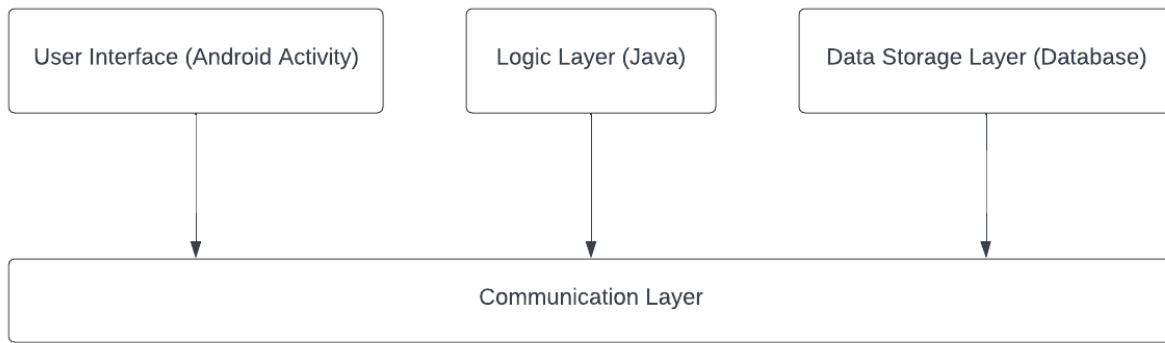 User Interface (Android Activity)
Logic Layer (Java)
Data Storage Layer (Database)
Communication Layer